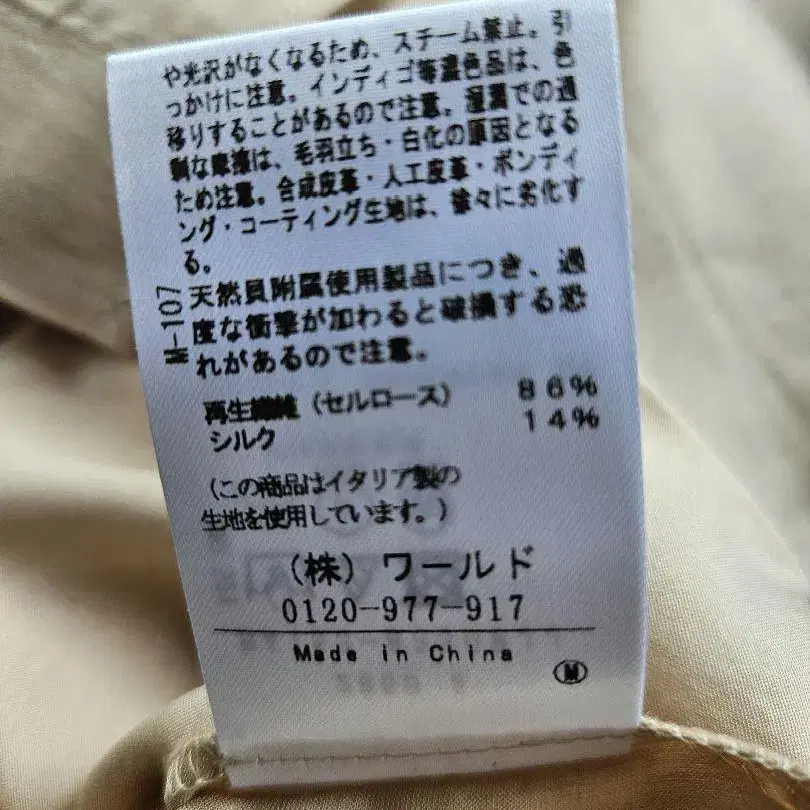 や光沢がなくなるため、スチーム禁止。引
っかけに注意。インディゴ等濃色品は、色
移りすることがあるので注意。湿潤での過
剰な摩擦は、毛羽立ち・白化の原因となる
ため注意。合成皮革・人工皮革・ボンディ
ング・コーティング生地は、徐々に劣化す
る。
天然貝附属使用製品につき、過
度な衝撃が加わると破損する恐
れがあるので注意。
M-107
再生繊維（セルロース） 86%
シルク 14%
（この商品はイタリア製の
生地を使用しています。）
（株）ワールド
0120-977-917
Made in China
M